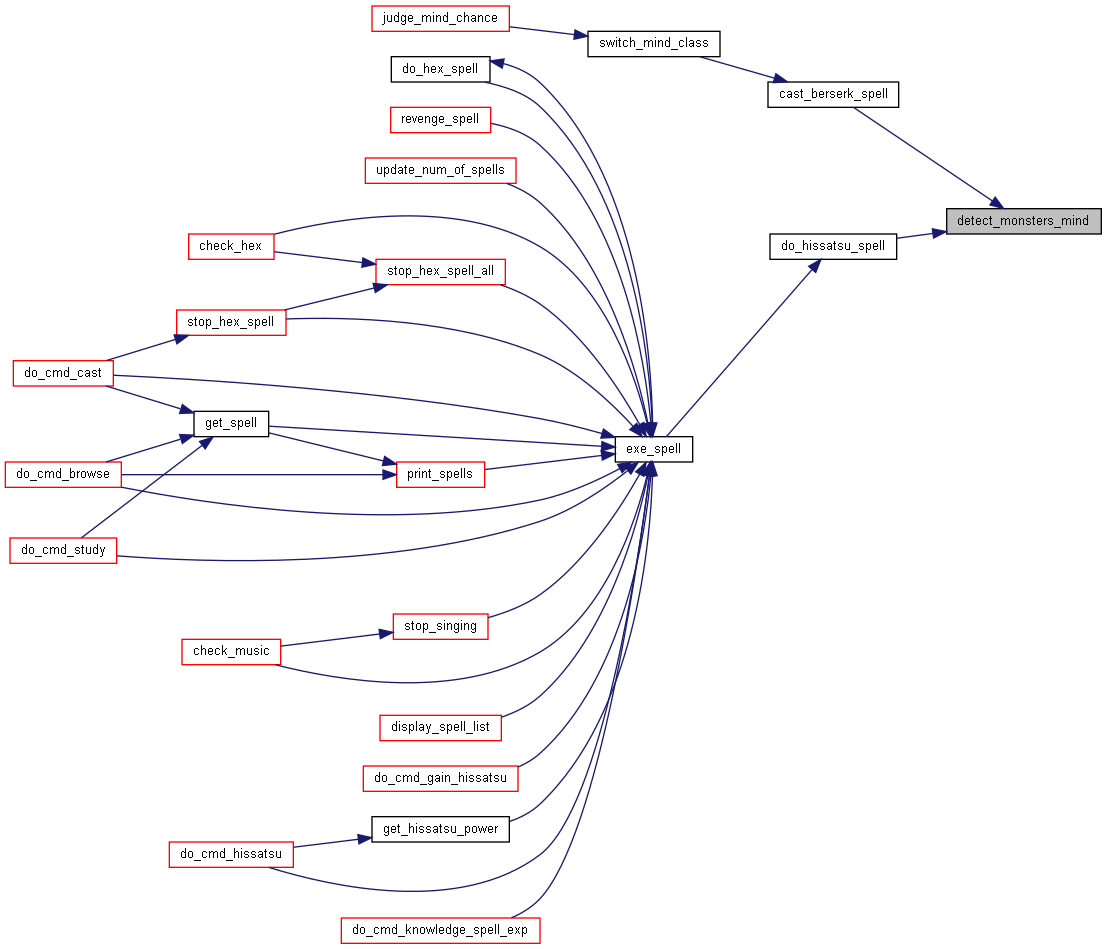 judge_mind_chance
switch_mind_class
do_hex_spell
cast_berserk_spell
revenge_spell
update_num_of_spells
detect_monsters_mind
check_hex
do_hissatsu_spell
stop_hex_spell_all
stop_hex_spell
do_cmd_cast
get_spell
exe_spell
do_cmd_browse
print_spells
do_cmd_study
stop_singing
check_music
display_spell_list
do_cmd_gain_hissatsu
get_hissatsu_power
do_cmd_hissatsu
do_cmd_knowledge_spell_exp